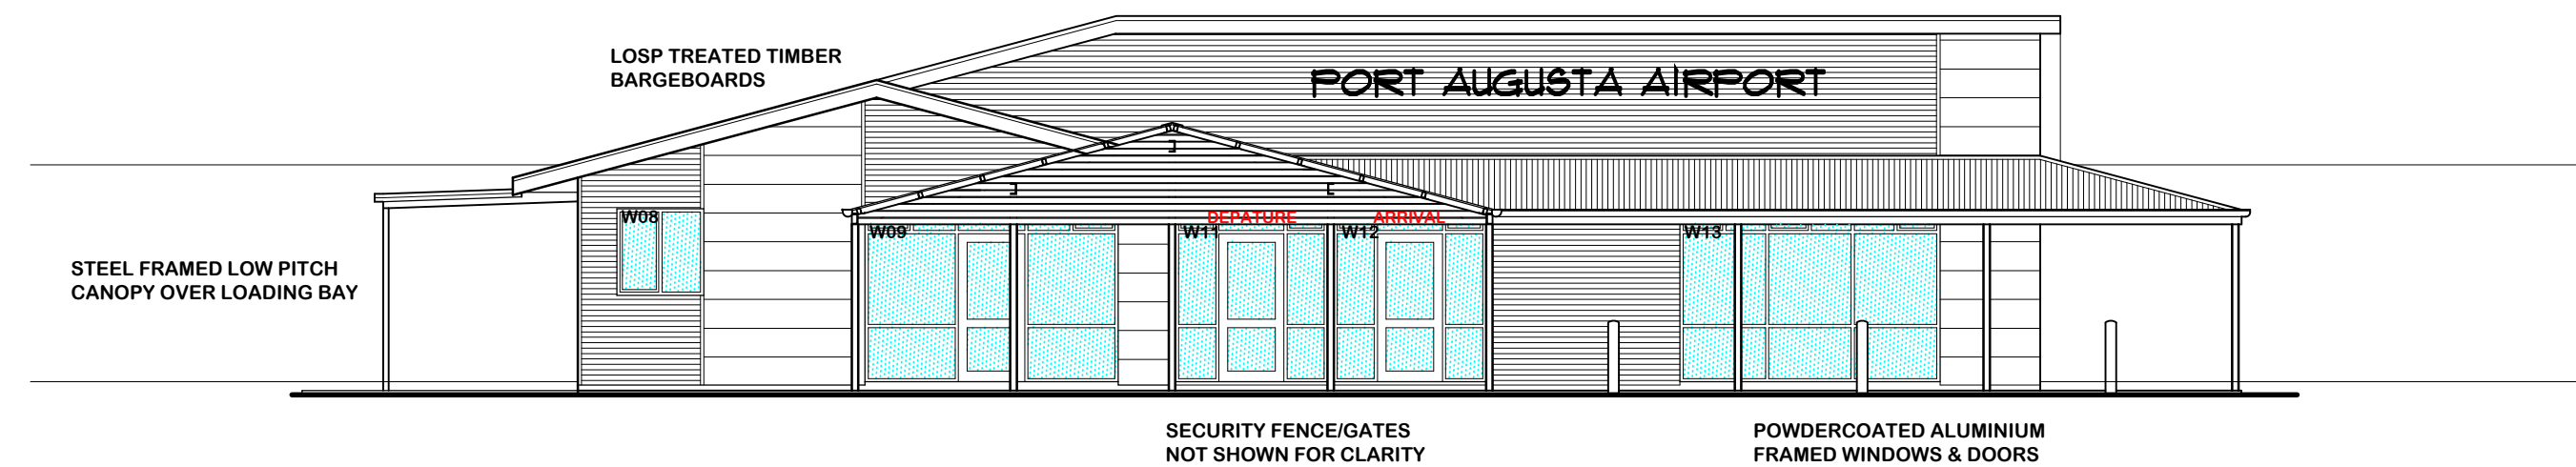 LOSP TREATED TIMBER
BARGEBOARDS
PORT AUGUSTA AIRPORT
W08
DEPATURE
ARRIVAL
W09
W11
W12
W13
STEEL FRAMED LOW PITCH
CANOPY OVER LOADING BAY
SECURITY FENCE/GATES
NOT SHOWN FOR CLARITY
POWDERCOATED ALUMINIUM
FRAMED WINDOWS & DOORS